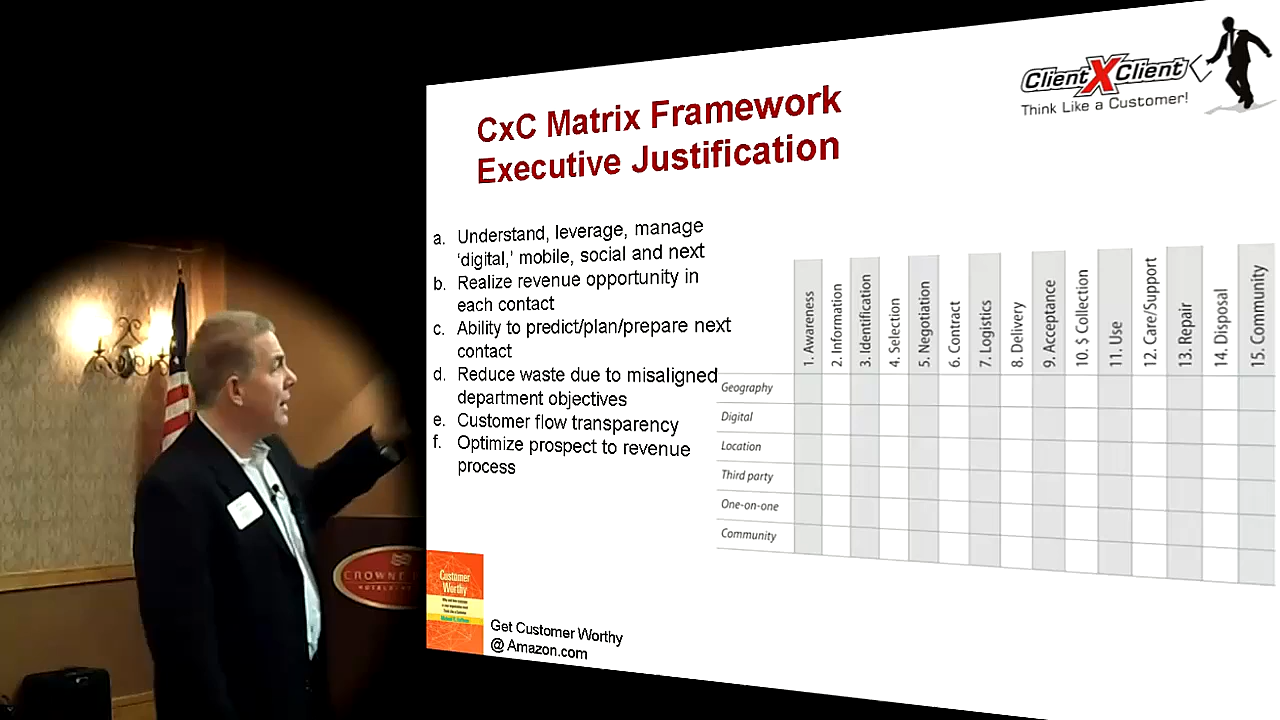 ClientXClient
Think Like a Customer!
CxC Matrix Framework
Executive Justification
a. Understand, leverage, manage
‘digital,’ mobile, social and next
b. Realize revenue opportunity in
each contact
c. Ability to predict/plan/prepare next
contact
d. Reduce waste due to misaligned
department objectives
e. Customer flow transparency
f. Optimize prospect to revenue
process
1. Awareness
2. Information
3. Identification
4. Selection
5. Negotiation
6. Contract
7. Logistics
8. Delivery
9. Acceptance
10. $ Collection
11. Use
12. Care/Support
13. Repair
14. Disposal
15. Community
Geography
Digital
Location
Third party
One-on-one
Community
CROWNE
Customer
Worthy
Get Customer Worthy
@ Amazon.com